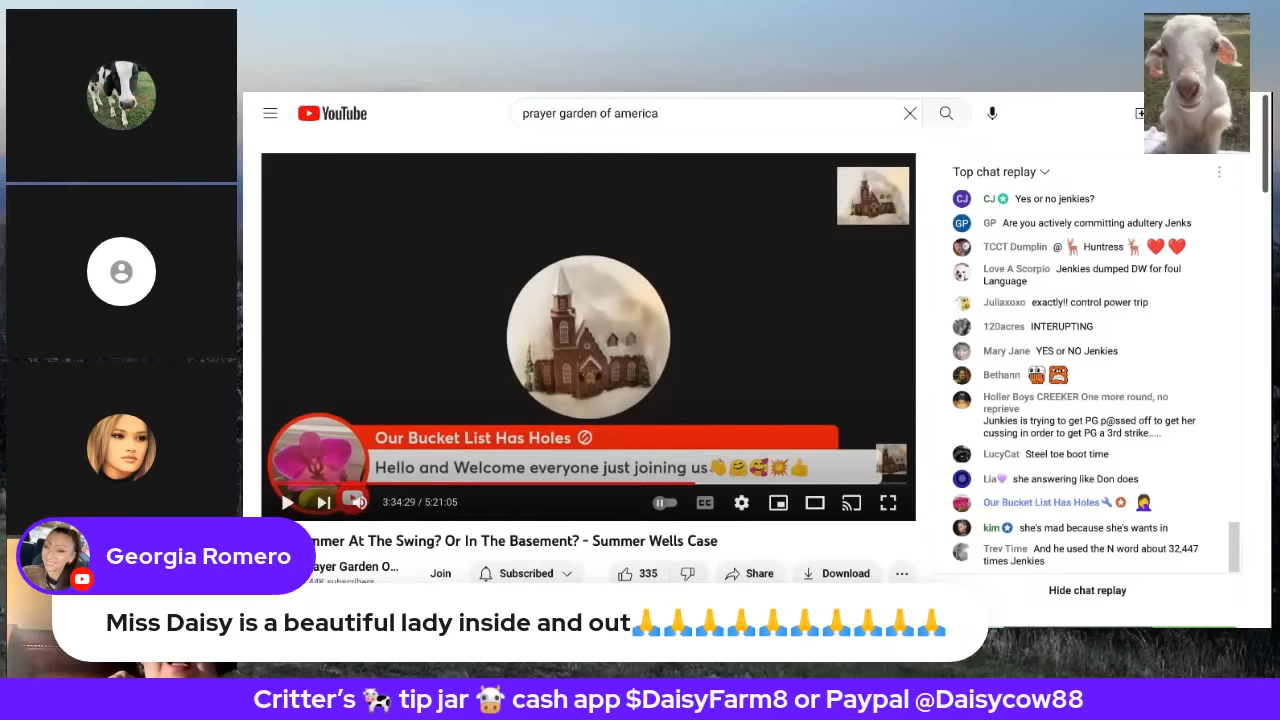 YouTube
prayer garden of america
Top chat replay
CJ CJ Yes or no jenkies?
GP GP Are you actively committing adultery Jenks
TCCT Dumplin @ 🦌 Huntress 🦌 ❤️ ❤️
Love A Scorpio Jenkies dumped DW for foul
Language
Juliaxoxo exactly!! control power trip
120acres INTERUPTING
Mary Jane YES or NO Jenkies
Bethann
Holler Boys CREEKER One more round, no
reprieve
Junkies is trying to get PG p@ssed off to get her
cussing in order to get PG a 3rd strike.....
LucyCat Steel toe boot time
Lia💜 she answering like Don does
Our Bucket List Has Holes 🤦‍♀️
kim she's mad because she's wants in
Trev Time And he used the N word about 32,447
times Jenkies
Hide chat replay
Our Bucket List Has Holes
Hello and Welcome everyone just joining us👏🤗🥰💥👍
3:34:29 / 5:21:05
CC
mmer At The Swing? Or In The Basement? - Summer Wells Case
ayer Garden O...
44K subscribers
Join
Subscribed
335
Share
Download
Georgia Romero
Miss Daisy is a beautiful lady inside and out🙏🙏🙏🙏🙏🙏🙏🙏🙏🙏
Critter's 🐄 tip jar 🐮 cash app $DaisyFarm8 or Paypal @Daisycow88